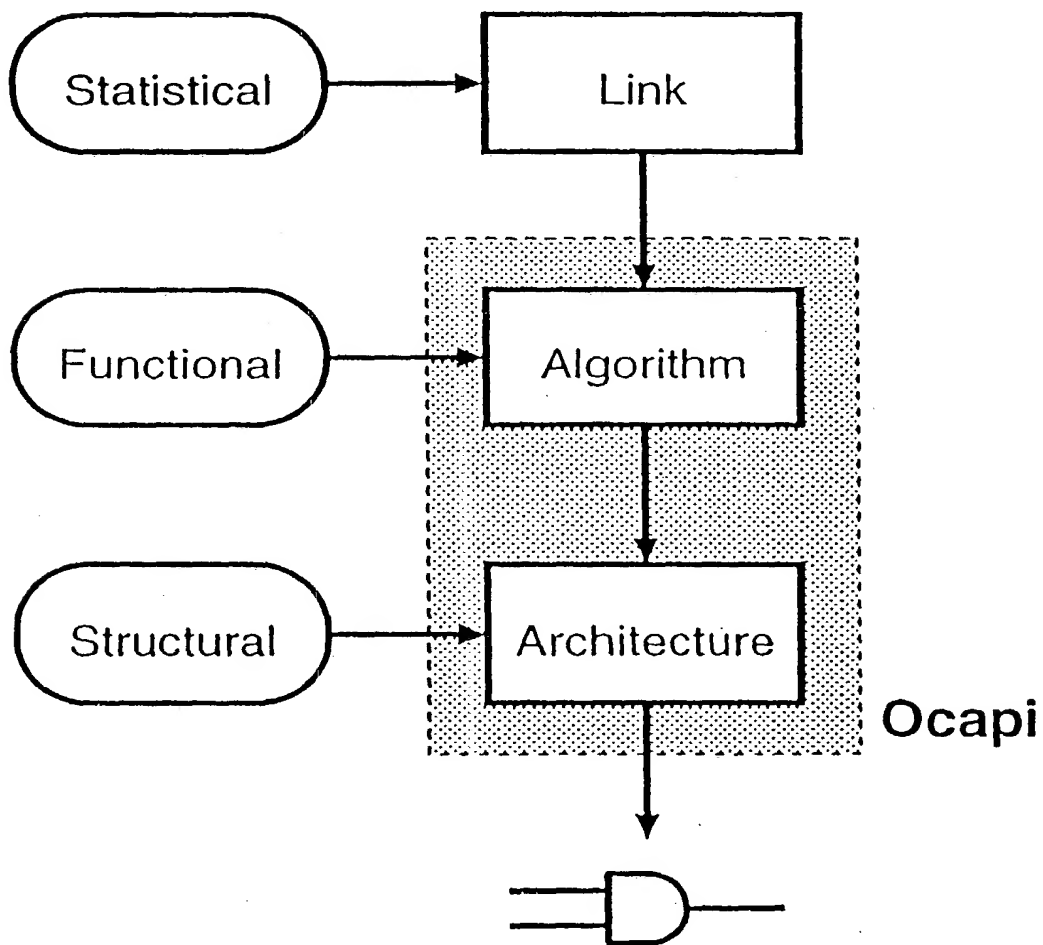 Statistical
Link
Functional
Algorithm
Structural
Architecture
Ocapi